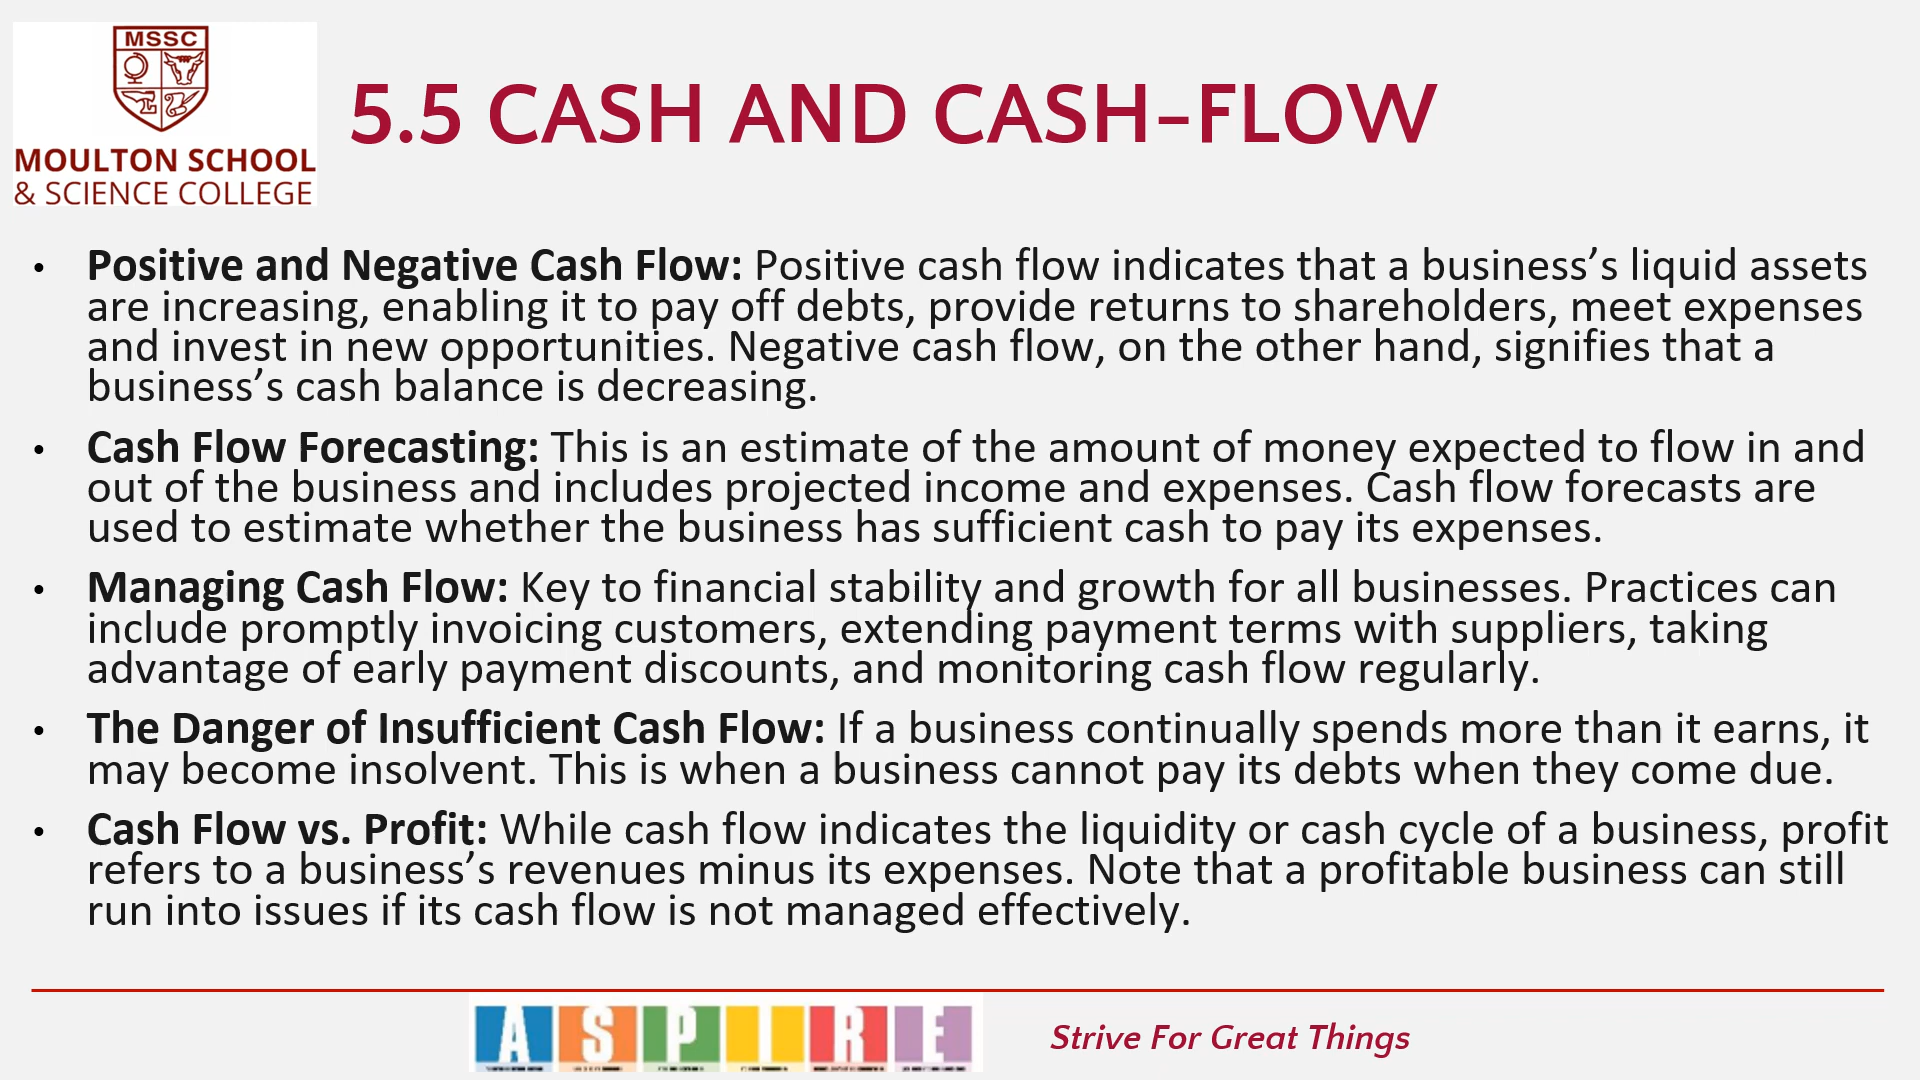 MSSC
MOULTON SCHOOL
& SCIENCE COLLEGE
5.5 CASH AND CASH-FLOW
• Positive and Negative Cash Flow: Positive cash flow indicates that a business’s liquid assets
are increasing, enabling it to pay off debts, provide returns to shareholders, meet expenses
and invest in new opportunities. Negative cash flow, on the other hand, signifies that a
business’s cash balance is decreasing.
• Cash Flow Forecasting: This is an estimate of the amount of money expected to flow in and
out of the business and includes projected income and expenses. Cash flow forecasts are
used to estimate whether the business has sufficient cash to pay its expenses.
• Managing Cash Flow: Key to financial stability and growth for all businesses. Practices can
include promptly invoicing customers, extending payment terms with suppliers, taking
advantage of early payment discounts, and monitoring cash flow regularly.
• The Danger of Insufficient Cash Flow: If a business continually spends more than it earns, it
may become insolvent. This is when a business cannot pay its debts when they come due.
• Cash Flow vs. Profit: While cash flow indicates the liquidity or cash cycle of a business, profit
refers to a business’s revenues minus its expenses. Note that a profitable business can still
run into issues if its cash flow is not managed effectively.
ASPIRE
Strive For Great Things